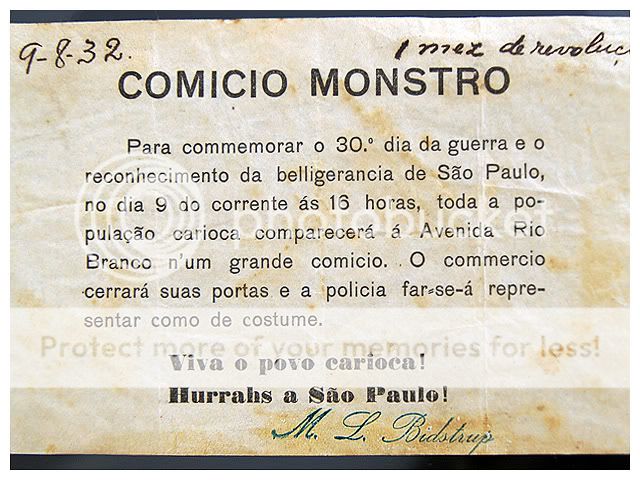 9-8-32. 1 mez de revoluç
COMICIO MONSTRO
Para commemorar o 30.º dia da guerra e o
reconhecimento da belligerancia de São Paulo,
no dia 9 do corrente ás 16 horas, toda a po-
pulação carioca comparecerá á Avenida Rio
Branco n'um grande comicio. O commercio
cerrará suas portas e a policia far-se-á repre-
sentar como de costume.
Viva o povo carioca!
Hurrahs a São Paulo!
M. L. Bidstrup
photobucket
Protect more of your memories for less!